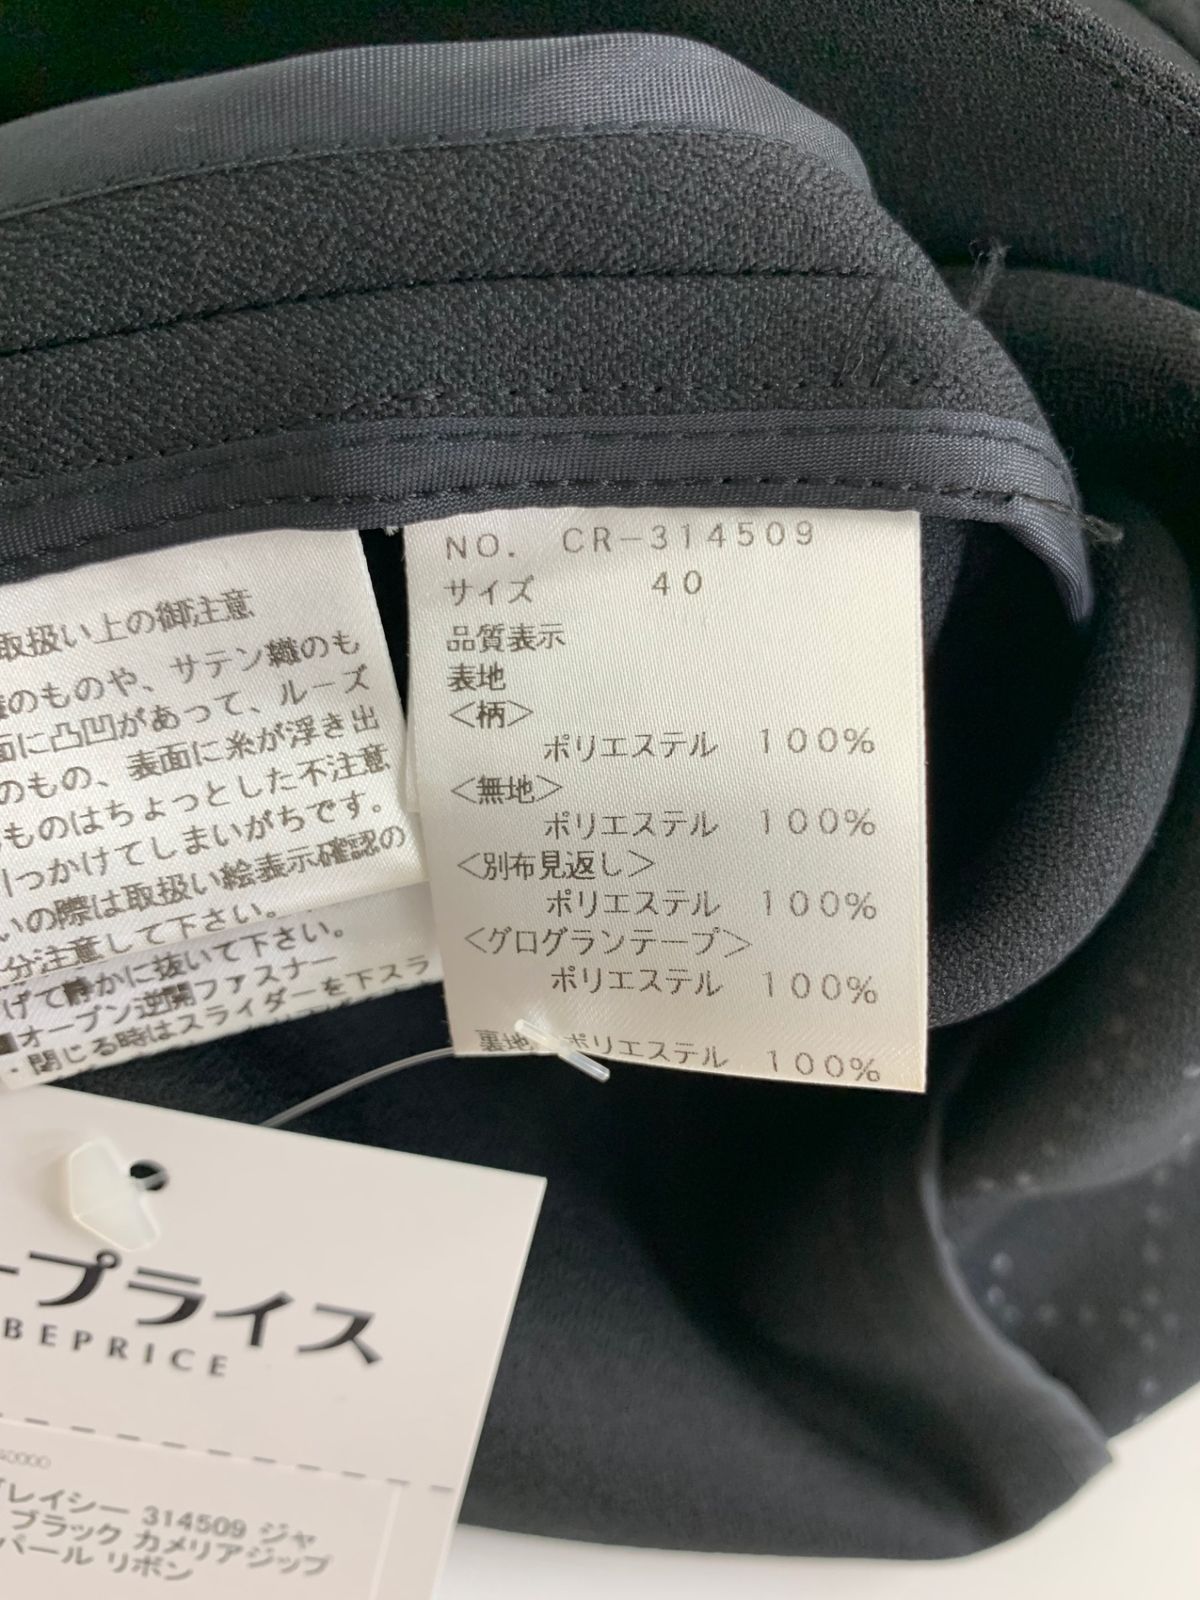 取扱い上の御注意
のものや、サテン織のも
面に凸凹があって、ルーズ
のもの、表面に糸が浮き出
ものはちょっとした不注意
っかけてしまいがちです。
いの際は取扱い絵表示確認の
分注意して下さい。
げて静かに抜いて下さい。
■オープン逆開ファスナー
・閉じる時はスライダーを下スラ
NO. CR-314509
サイズ 40
品質表示
表地
<柄>
ポリエステル 100%
<無地>
ポリエステル 100%
<別布見返し>
ポリエステル 100%
<グログランテープ>
ポリエステル 100%
裏地 ポリエステル 100%
ープライス
BEPRICE
レイシー 314509 ジャ
ブラック カメリアジップ
パール リボン